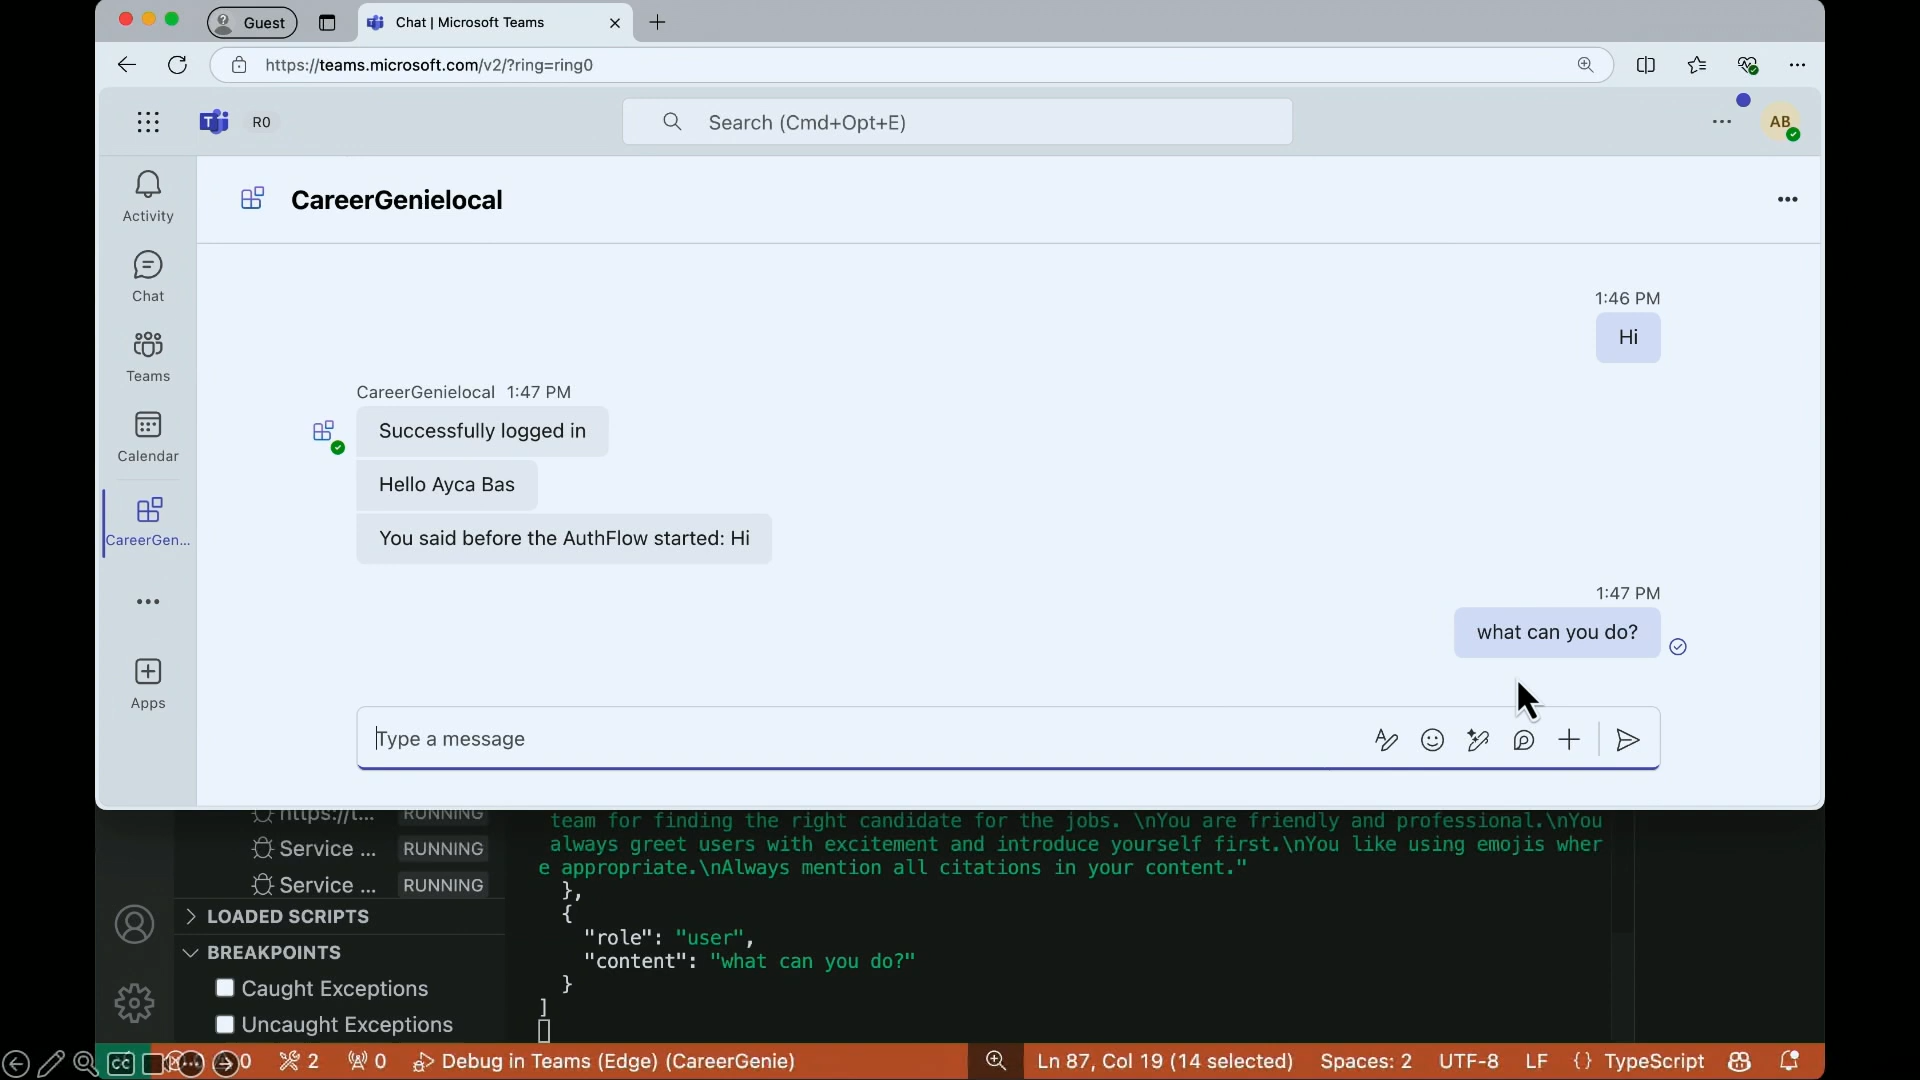 Guest
Chat | Microsoft Teams
https://teams.microsoft.com/v2/?ring=ring0
R0
Search (Cmd+Opt+E)
AB
Activity
Chat
Teams
Calendar
CareerGen...
Apps
CareerGenielocal
1:46 PM
Hi
CareerGenielocal 1:47 PM
Successfully logged in
Hello Ayca Bas
You said before the AuthFlow started: Hi
1:47 PM
what can you do?
Type a message
https://t... RUNNING
Service ... RUNNING
Service ... RUNNING
LOADED SCRIPTS
BREAKPOINTS
Caught Exceptions
Uncaught Exceptions
team for finding the right candidate for the jobs. \nYou are friendly and professional.\nYou
always greet users with excitement and introduce yourself first.\nYou like using emojis wher
e appropriate.\nAlways mention all citations in your content."
},
{
"role": "user",
"content": "what can you do?"
}
]
CC 0 2 0 Debug in Teams (Edge) (CareerGenie) Ln 87, Col 19 (14 selected) Spaces: 2 UTF-8 LF {} TypeScript